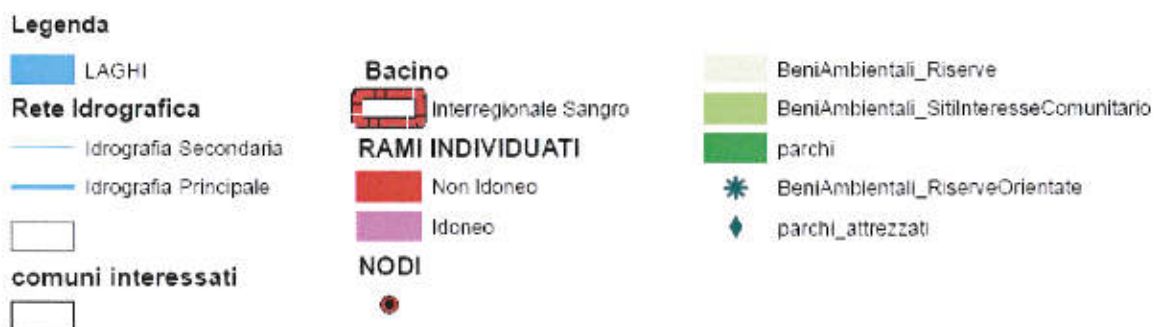 Legenda
LAGHI
Rete Idrografica
Idrografia Secondaria
Idrografia Principale
comuni interessati
Bacino
Interregionale Sangro
RAMI INDIVIDUATI
Non Idoneo
Idoneo
NODI
BeniAmbientali_Riserve
BeniAmbientali_SitiInteresseComunitario
parchi
BeniAmbientali_RiserveOrientate
parchi_attrezzati